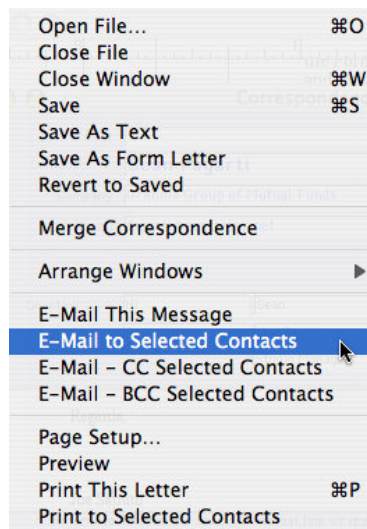 Open File... ⌘O
Close File
Close Window ⌘W
Save ⌘S
Save As Text
Save As Form Letter
Revert to Saved
Merge Correspondence
Arrange Windows
E-Mail This Message
E-Mail to Selected Contacts
E-Mail - CC Selected Contacts
E-Mail - BCC Selected Contacts
Page Setup...
Preview
Print This Letter ⌘P
Print to Selected Contacts